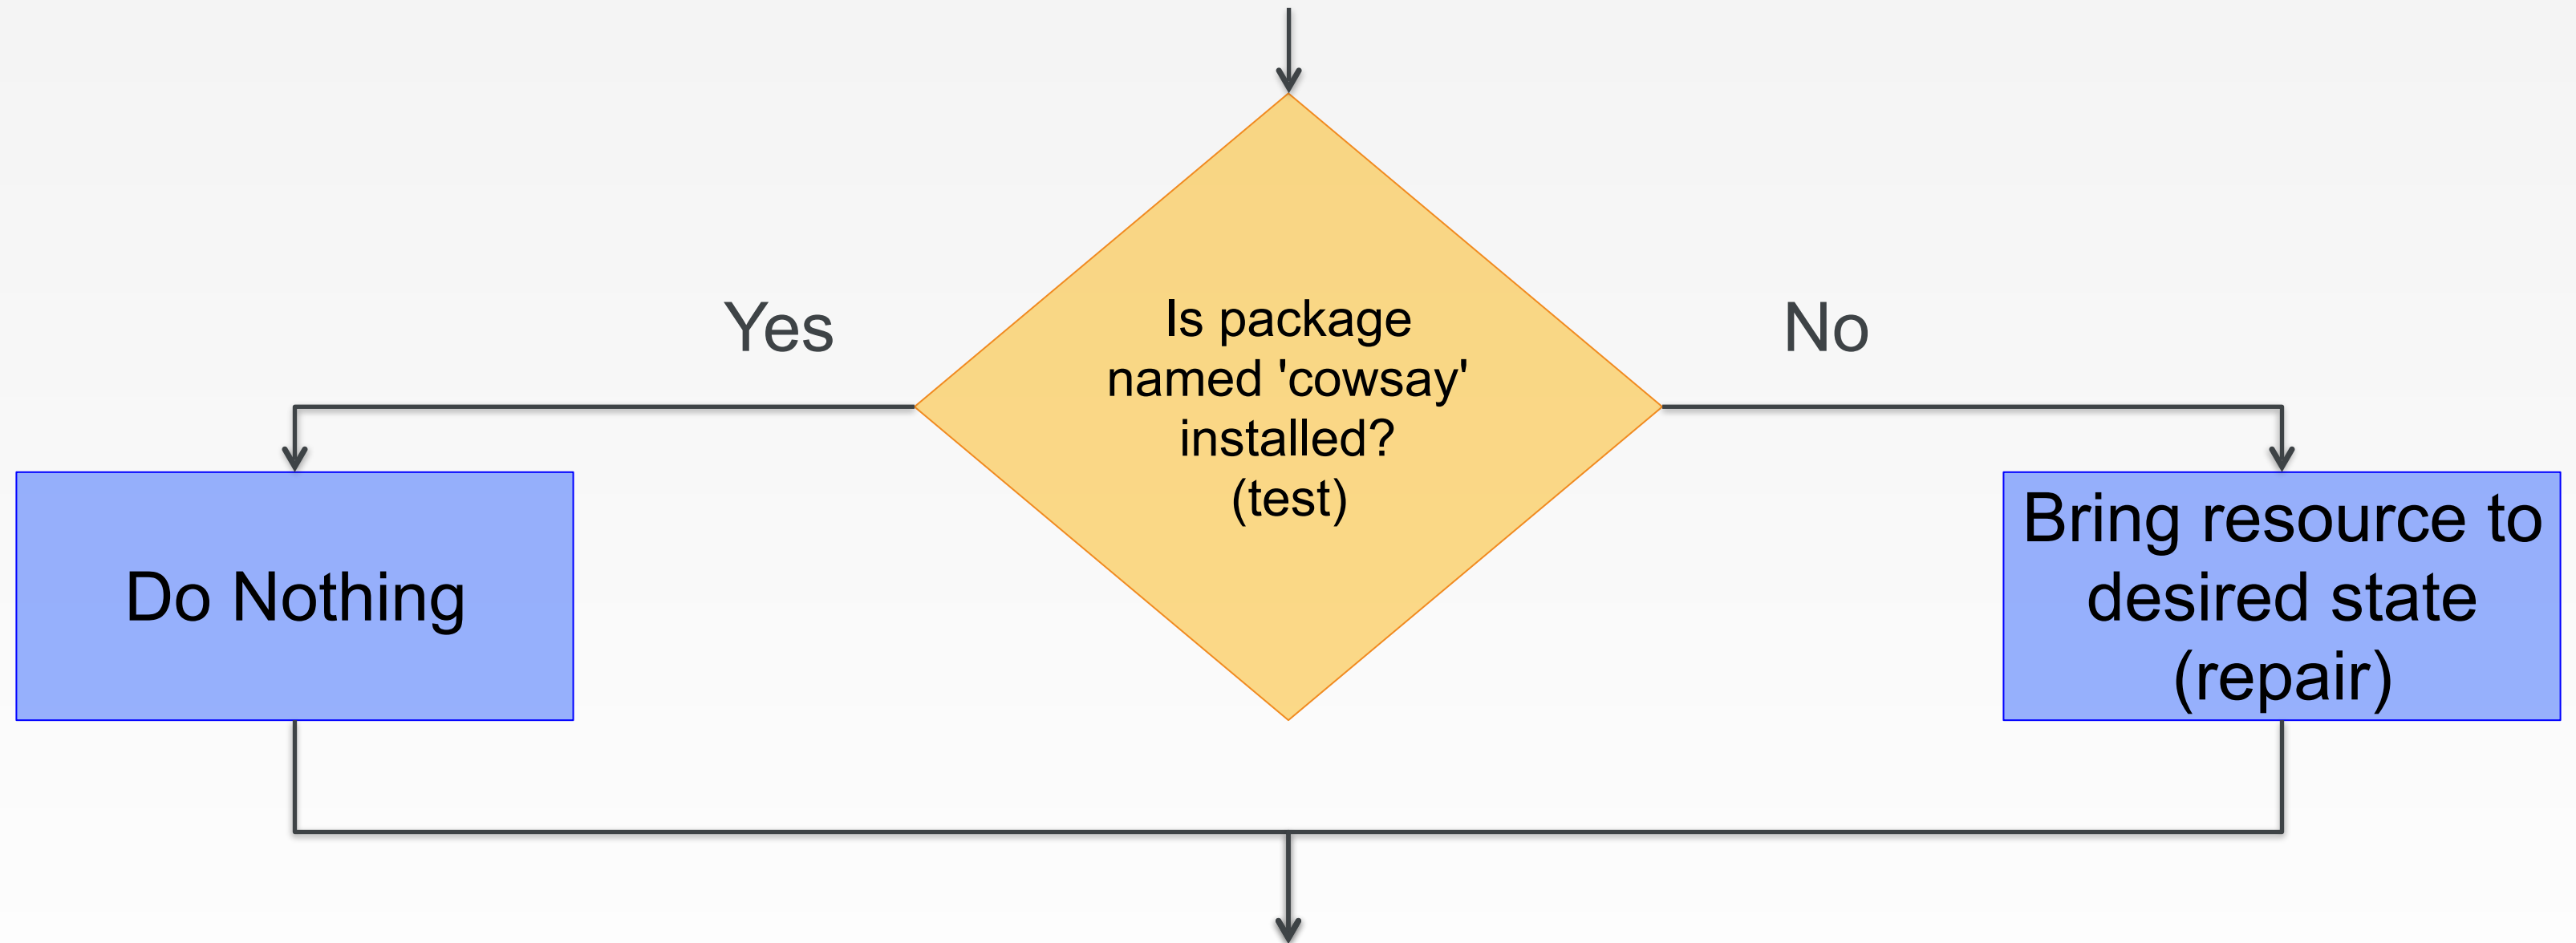 Yes
Is package
named 'cowsay'
installed?
(test)
No
Do Nothing
Bring resource to
desired state
(repair)